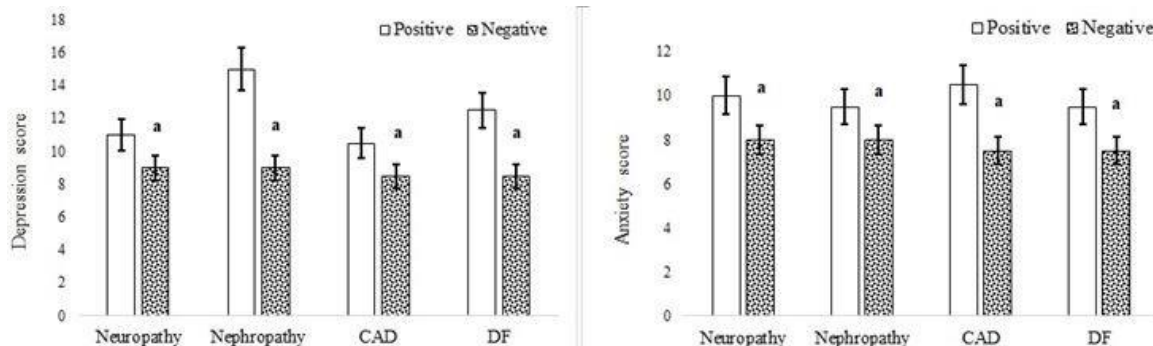 18
16
14
12
10
8
6
4
2
0
Depression score
Positive Negative
a a a a
Neuropathy Nephropathy CAD DF
12
10
8
6
4
2
0
Anxiety score
Positive Negative
a a a a
Neuropathy Nephropathy CAD DF